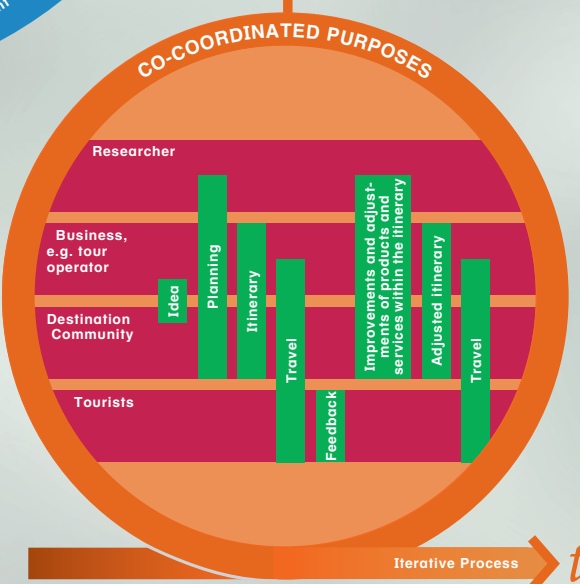 CO-COORDINATED PURPOSES
Researcher
Business,
e.g. tour
operator
Destination
Community
Tourists
Idea
Planning
Itinerary
Travel
Feedback
Improvements and adjust-
ments of products and
services within the itinerary
Adjusted itinerary
Travel
Iterative Process